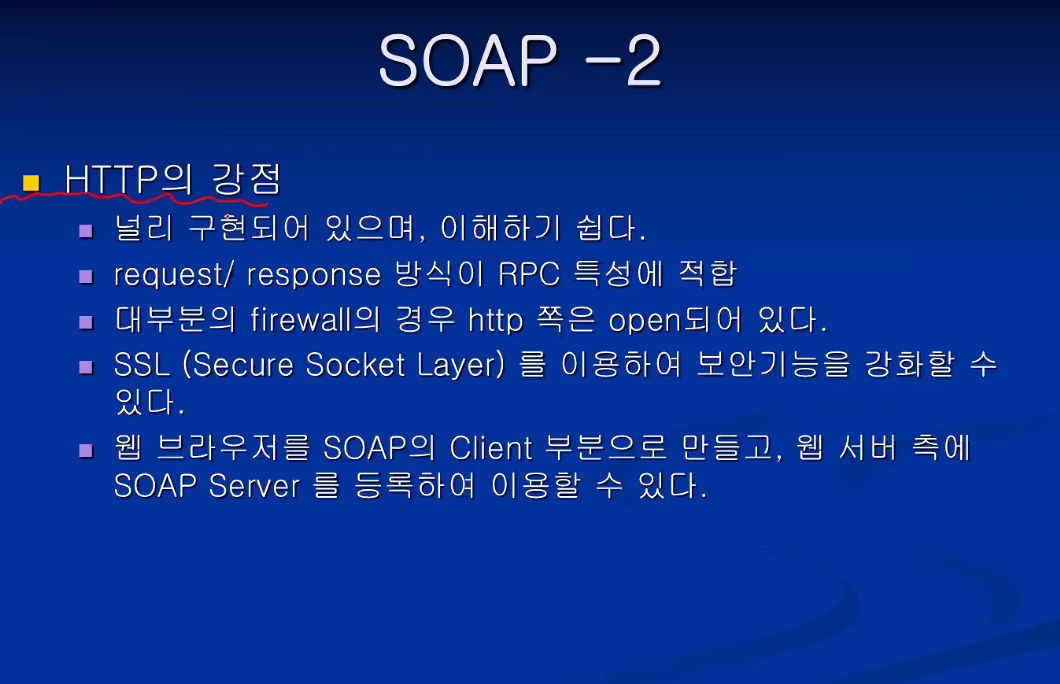 SOAP -2
HTTP의 강점
널리 구현되어 있으며, 이해하기 쉽다.
request/ response 방식이 RPC 특성에 적합
대부분의 firewall의 경우 http 쪽은 open되어 있다.
SSL (Secure Socket Layer) 를 이용하여 보안기능을 강화할 수
있다.
웹 브라우저를 SOAP의 Client 부분으로 만들고, 웹 서버 측에
SOAP Server 를 등록하여 이용할 수 있다.